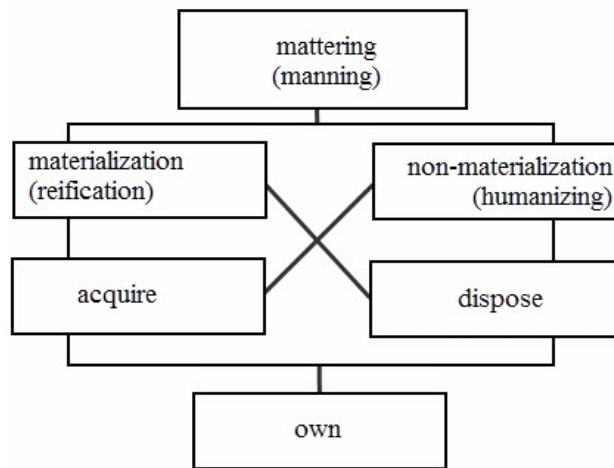 mattering
(manning)
materialization
(reification)
non-materialization
(humanizing)
acquire
dispose
own